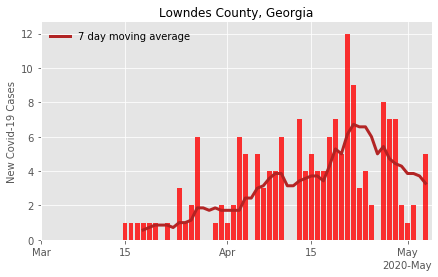 Lowndes County, Georgia
7 day moving average
New Covid-19 Cases
12
10
8
6
4
2
0
Mar
15
Apr
15
May
2020-May